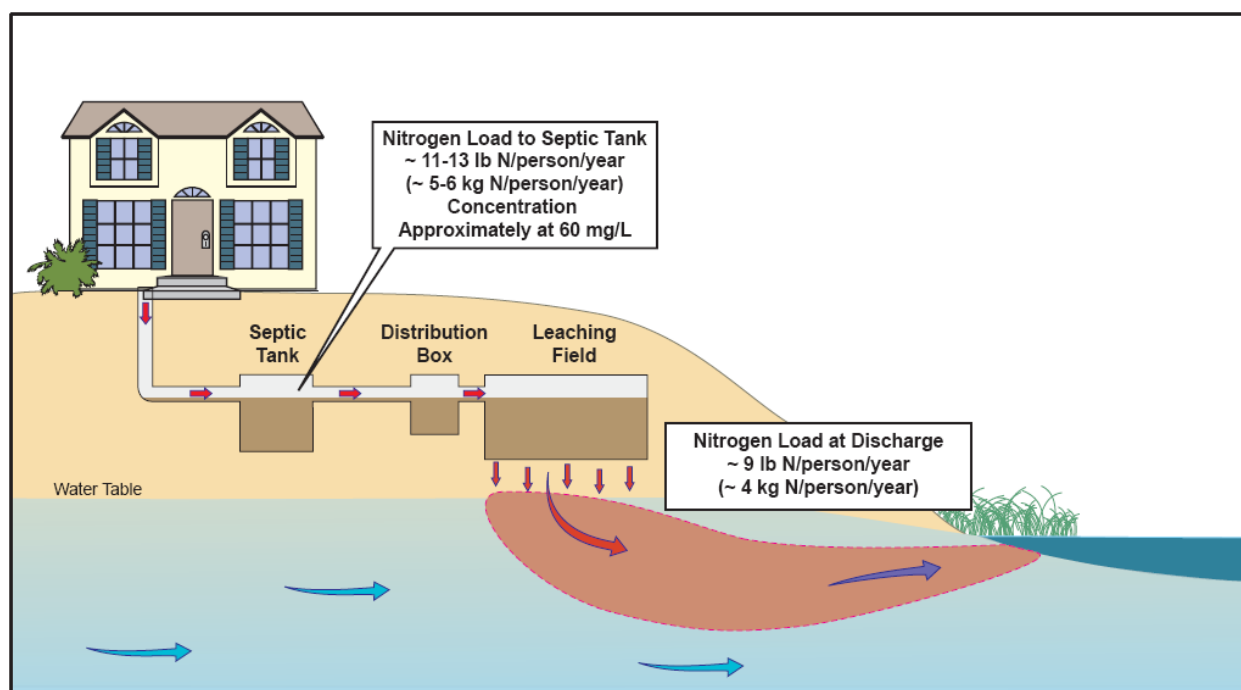 Nitrogen Load to Septic Tank
~ 11-13 lb N/person/year
(~ 5-6 kg N/person/year)
Concentration
Approximately at 60 mg/L
Septic
Tank
Distribution
Box
Leaching
Field
Nitrogen Load at Discharge
~ 9 lb N/person/year
(~ 4 kg N/person/year)
Water Table